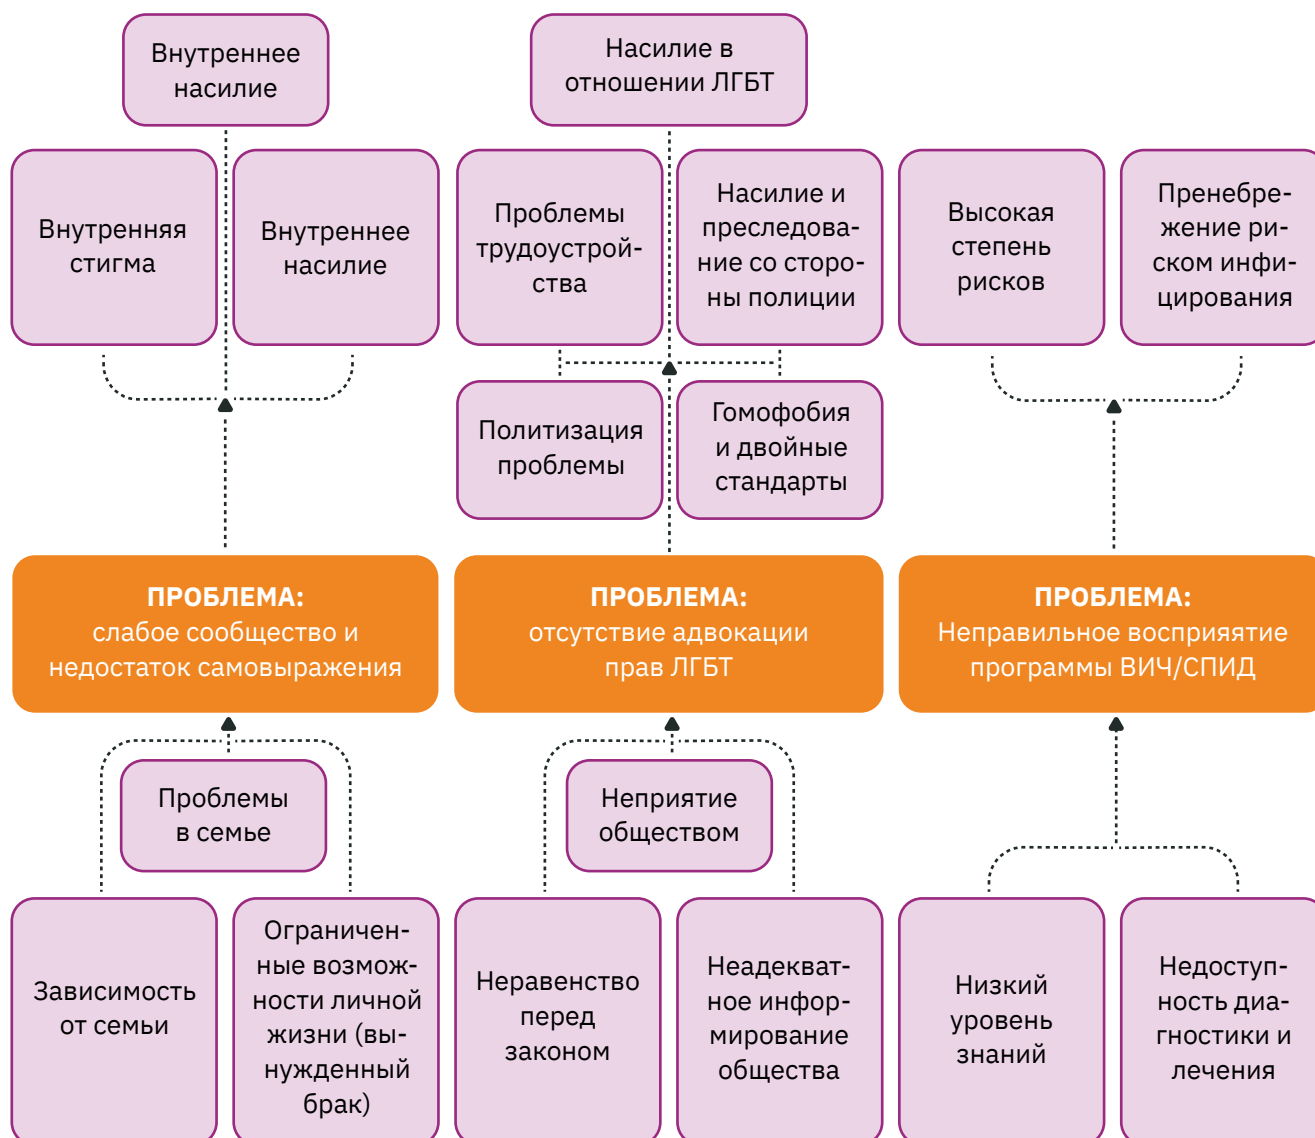 Внутреннее
насилие
Насилие в
отношении ЛГБТ
Внутренняя
стигма
Внутреннее
насилие
Проблемы
трудоустрой-
ства
Насилие и
преследова-
ние со сторо-
ны полиции
Высокая
степень
рисков
Пренебре-
жение ри-
ском инфи-
цирования
Политизация
проблемы
Гомофобия
и двойные
стандарты
ПРОБЛЕМА:
слабое сообщество и
недостаток самовыражения
ПРОБЛЕМА:
отсутствие адвокации
прав ЛГБТ
ПРОБЛЕМА:
Неправильное восприяятие
программы ВИЧ/СПИД
Проблемы
в семье
Неприятие
обществом
Зависимость
от семьи
Ограничен-
ные возмож-
ности личной
жизни (вы-
нужденный
брак)
Неравенство
перед
законом
Неадекват-
ное инфор-
мирование
общества
Низкий
уровень
знаний
Недоступ-
ность диа-
гностики и
лечения